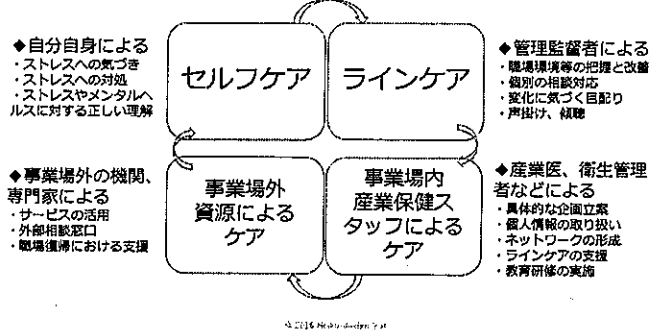 ◆自分自身による
・ストレスへの気づき
・ストレスへの対処
・ストレスやメンタルヘ
ルスに対する正しい理解
セルフケア
ラインケア
◆管理監督者による
・職場環境等の把握と改善
・個別の相談対応
・変化に気づく目配り
・声掛け、傾聴
◆事業場外の機関、
専門家による
・サービスの活用
・外部相談窓口
・職場復帰における支援
事業場外
資源による
ケア
事業場内
産業保健ス
タッフによる
ケア
◆産業医、衛生管理
者などによる
・具体的な企画立案
・個人情報の取り扱い
・ネットワークの形成
・ラインケアの支援
・教育研修の実施